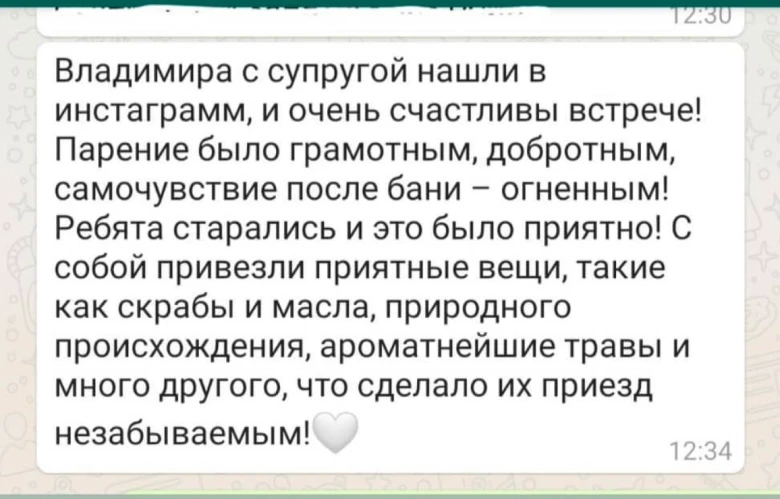 12:30
Владимира с супругой нашли в
инстаграмм, и очень счастливы встрече!
Парение было грамотным, добротным,
самочувствие после бани – огненным!
Ребята старались и это было приятно! С
собой привезли приятные вещи, такие
как скрабы и масла, природного
происхождения, ароматнейшие травы и
много другого, что сделало их приезд
незабываемым!🤍
12:34